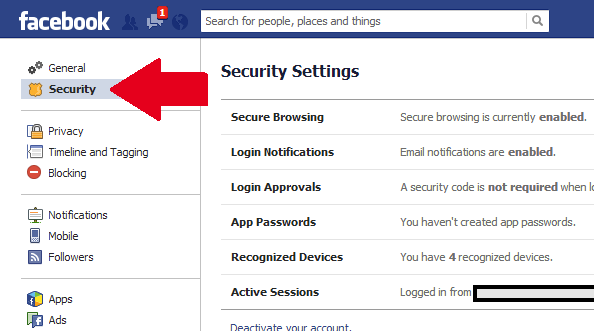 facebook
1
Search for people, places and things
General
Security
Privacy
Timeline and Tagging
Blocking
Notifications
Mobile
Followers
Apps
Ads
Security Settings
Secure Browsing Secure browsing is currently enabled.
Login Notifications Email notifications are enabled.
Login Approvals A security code is not required when
App Passwords You haven't created app passwords.
Recognized Devices You have 4 recognized devices.
Active Sessions Logged in from
Deactivate your account.